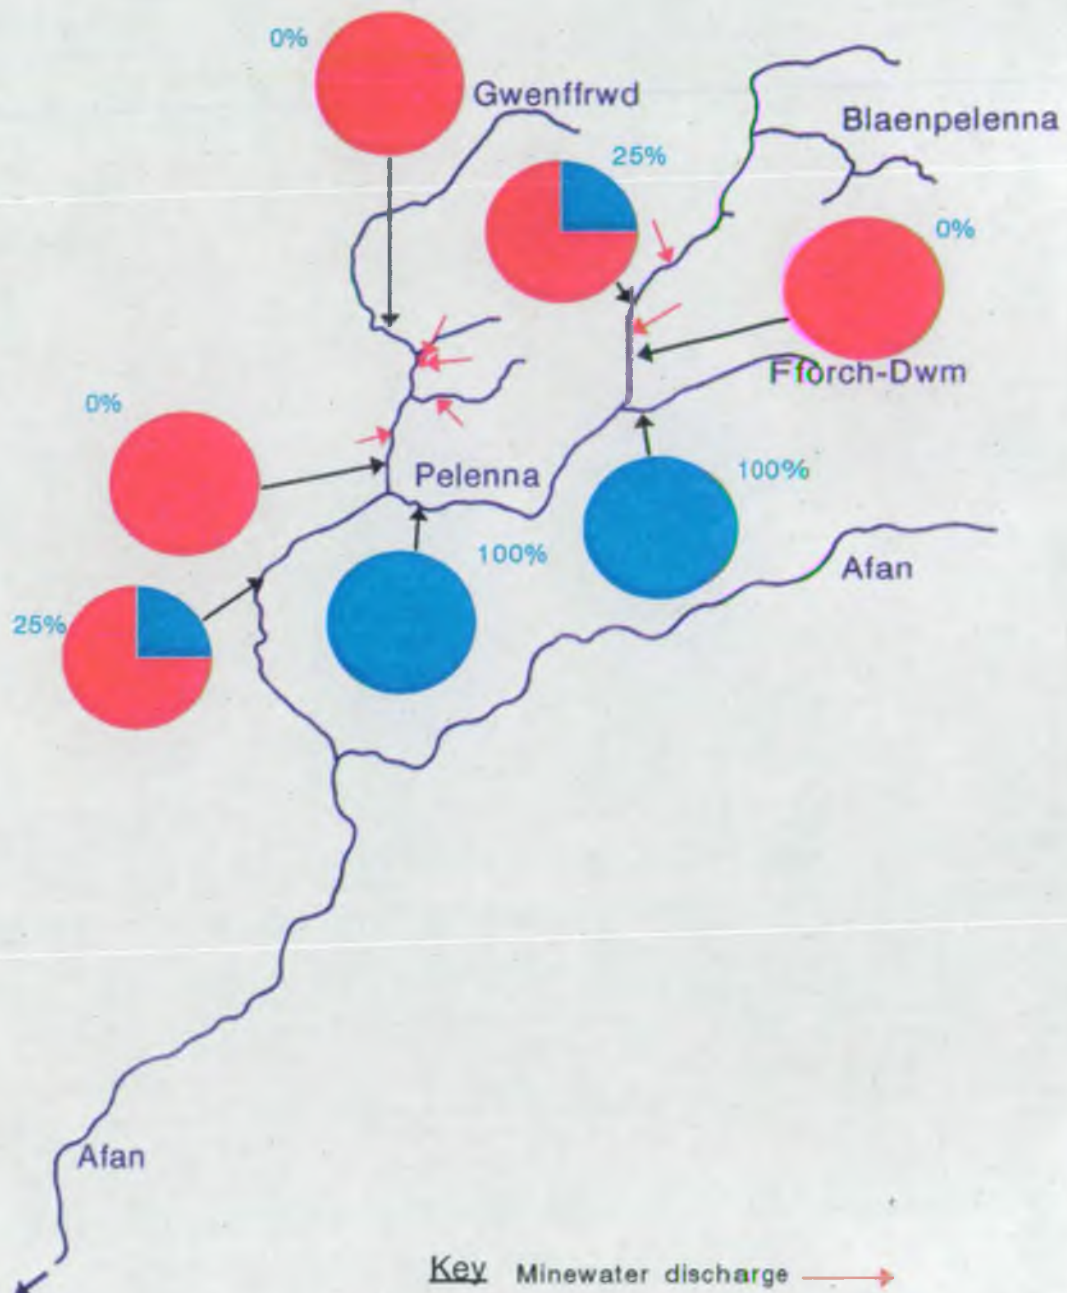 0%
Gwenffrwd
Blaenpelenna
25%
0%
Fforch-Dwm
0%
Pelenna
100%
100%
Afan
25%
Afan
Key Minewater discharge